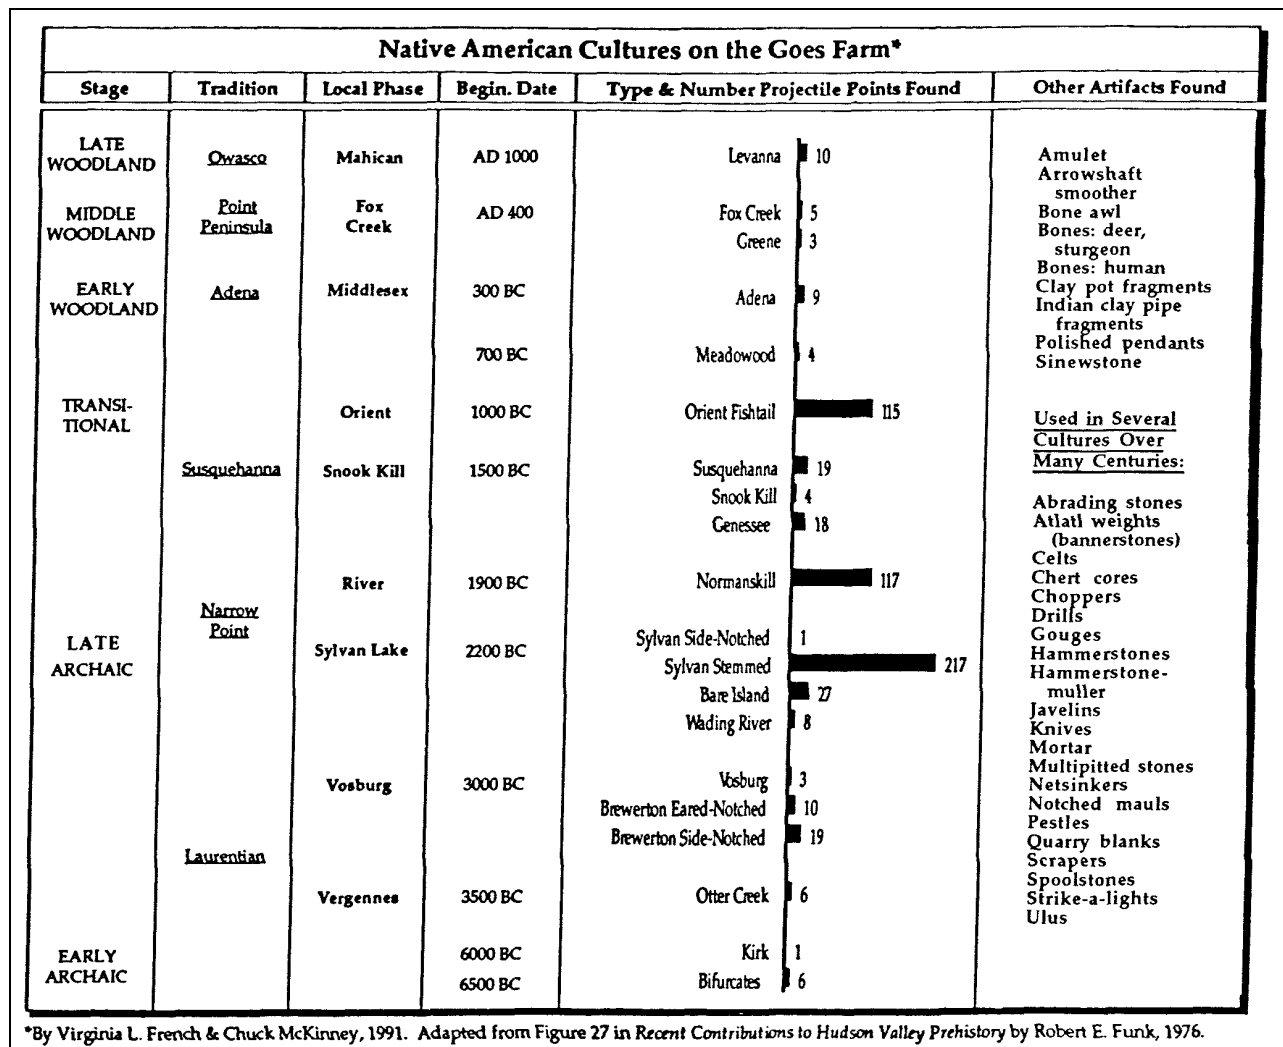 Native American Cultures on the Goes Farm*
Stage Tradition Local Phase Begin. Date Type & Number Projectile Points Found Other Artifacts Found
LATE
WOODLAND Owasco Mahican AD 1000 Levanna 10
MIDDLE
WOODLAND Point
Peninsula Fox
Creek AD 400 Fox Creek 5
Greene 3
EARLY
WOODLAND Adena Middlesex 300 BC Adena 9
700 BC Meadowood 4
TRANSI-
TIONAL Orient 1000 BC Orient Fishtail 115
Susquehanna Snook Kill 1500 BC Susquehanna 19
Snook Kill 4
Genessee 18
River 1900 BC Normanskill 117
Narrow
Point
LATE
ARCHAIC Sylvan Lake 2200 BC Sylvan Side-Notched 1
Sylvan Stemmed 217
Bare Island 27
Wading River 8
Vosburg 3000 BC Vosburg 3
Brewerton Eared-Notched 10
Brewerton Side-Notched 19
Laurentian
Vergennes 3500 BC Otter Creek 6
EARLY
ARCHAIC 6000 BC Kirk 1
6500 BC Bifurcates 6
Amulet
Arrowshaft
smoother
Bone awl
Bones: deer,
sturgeon
Bones: human
Clay pot fragments
Indian clay pipe
fragments
Polished pendants
Sinewstone
Used in Several
Cultures Over
Many Centuries:
Abrading stones
Atlatl weights
(bannerstones)
Celts
Chert cores
Choppers
Drills
Gouges
Hammerstones
Hammerstone-
muller
Javelins
Knives
Mortar
Multipitted stones
Netsinkers
Notched mauls
Pestles
Quarry blanks
Scrapers
Spoolstones
Strike-a-lights
Ulus
*By Virginia L. French & Chuck McKinney, 1991. Adapted from Figure 27 in Recent Contributions to Hudson Valley Prehistory by Robert E. Funk, 1976.